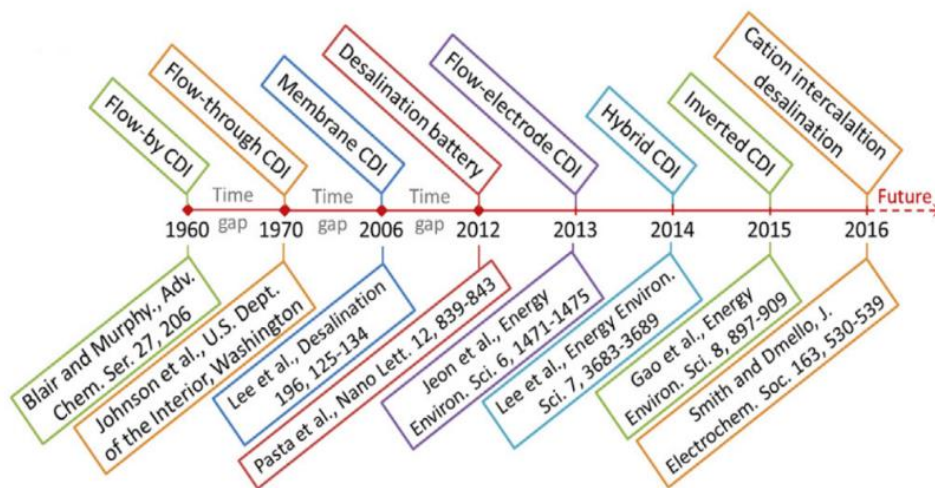 Flow-by CDI
Flow-through CDI
Membrane CDI
Desalination battery
Flow-electrode CDI
Hybrid CDI
Inverted CDI
Cation intercalaltion
desalination
Time
gap
Time
gap
Time
gap
Future
1960
1970
2006
2012
2013
2014
2015
2016
Blair and Murphy, Adv.
Chem. Ser. 27, 206
Johnson et al., U.S. Dept.
of the Interior, Washington
Lee et al., Desalination
196, 125-134
Pasta et al., Nano Lett. 12, 839-843
Jeon et al., Energy
Environ. Sci. 6, 1471-1475
Lee et al., Energy Environ.
Sci. 7, 3683-3689
Gao et al., Energy
Environ. Sci. 8, 897-909
Smith and Dmello, J.
Electrochem. Soc. 163, 530-539